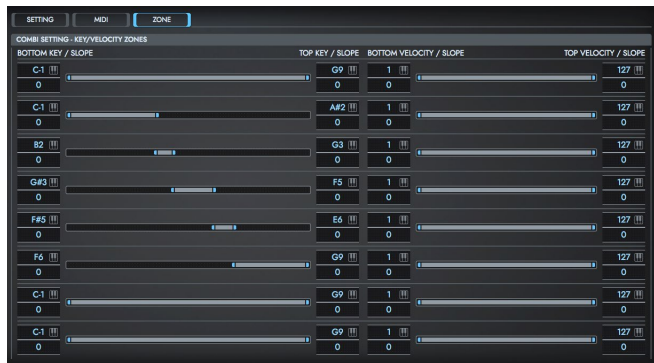 SETTING MIDI ZONE
COMBI SETTING - KEY/VELOCITY ZONES
BOTTOM KEY / SLOPE TOP KEY / SLOPE BOTTOM VELOCITY / SLOPE TOP VELOCITY / SLOPE
C-1 G9 1 127
0 0 0 0
C-1 A#2 1 127
0 0 0 0
B2 G3 1 127
0 0 0 0
G#3 F5 1 127
0 0 0 0
F#5 E6 1 127
0 0 0 0
F6 G9 1 127
0 0 0 0
C-1 G9 1 127
0 0 0 0
C-1 G9 1 127
0 0 0 0